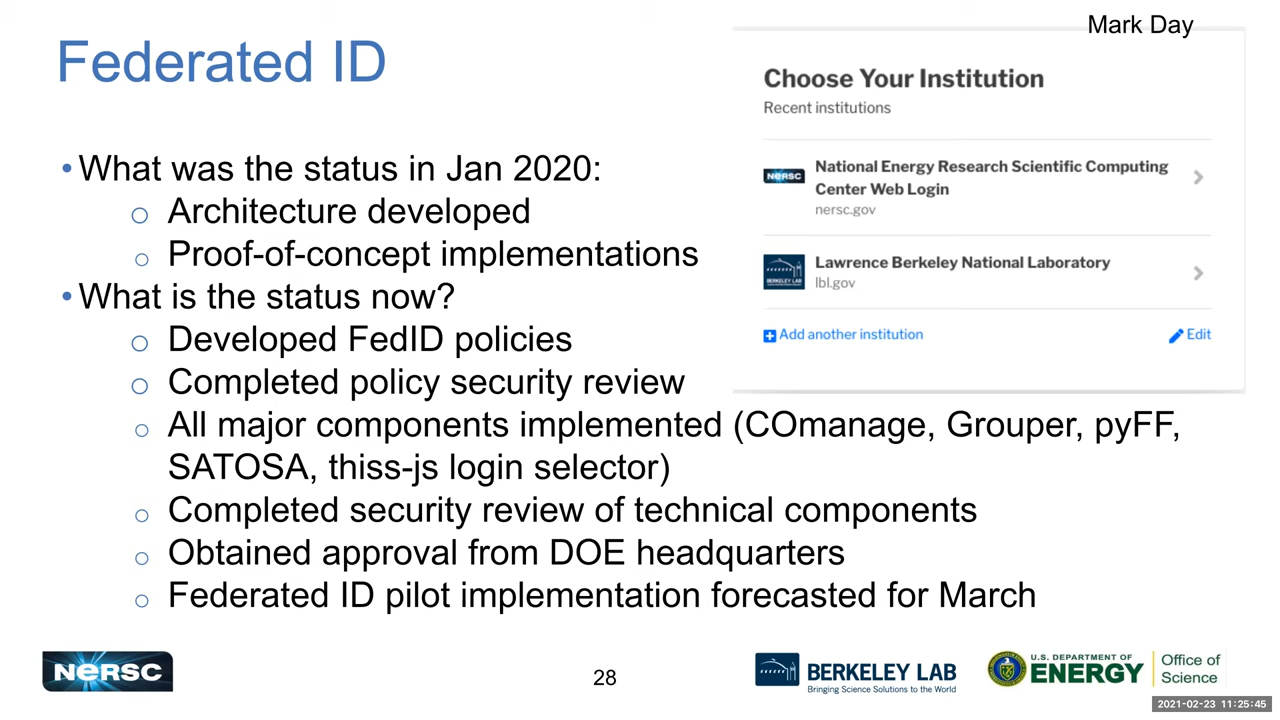 Mark Day
Federated ID
Choose Your Institution
Recent institutions
NERSC
National Energy Research Scientific Computing
Center Web Login
nersc.gov
BERKELEY LAB
Lawrence Berkeley National Laboratory
lbl.gov
Add another institution
Edit
• What was the status in Jan 2020:
o Architecture developed
o Proof-of-concept implementations
• What is the status now?
o Developed FedID policies
o Completed policy security review
o All major components implemented (COmanage, Grouper, pyFF,
SATOSA, thiss-js login selector)
o Completed security review of technical components
o Obtained approval from DOE headquarters
o Federated ID pilot implementation forecasted for March
NERSC
28
BERKELEY LAB
Bringing Science Solutions to the World
U.S. DEPARTMENT OF
ENERGY
Office of
Science
2021-02-23 11:25:45